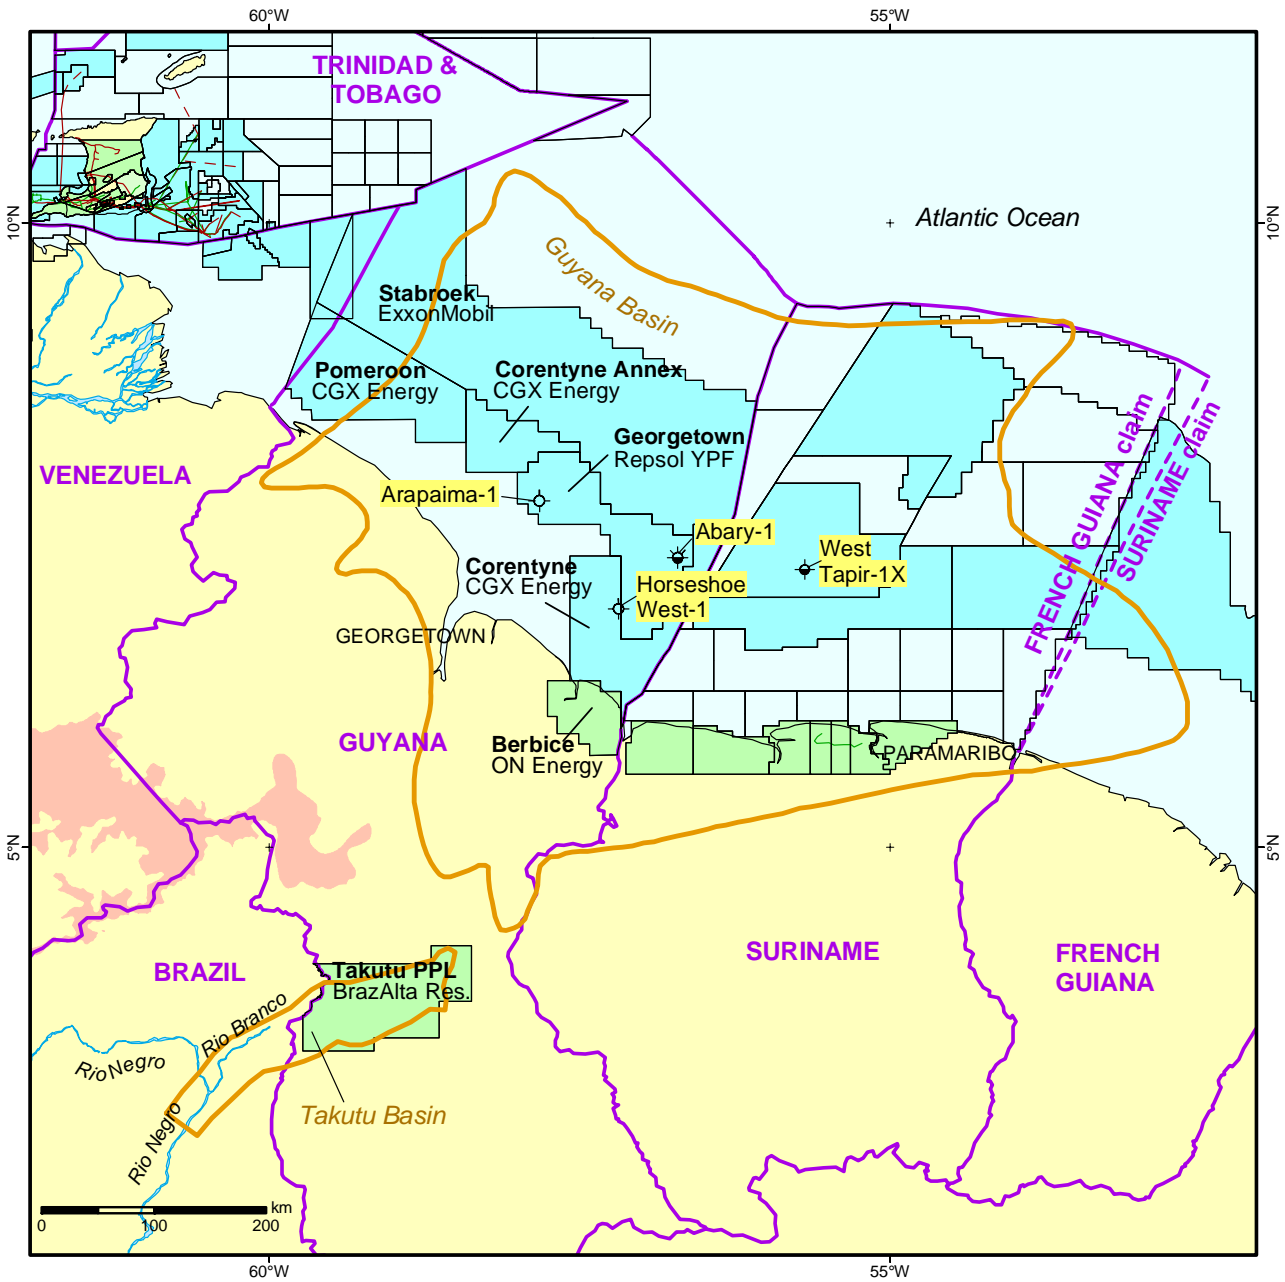 60°W
55°W
TRINIDAD &
TOBAGO
10°N
10°N
Atlantic Ocean
Guyana Basin
Stabroek
ExxonMobil
Pomeroon
CGX Energy
Corentyne Annex
CGX Energy
Georgetown
Repsol YPF
VENEZUELA
Arapaima-1
Abary-1
West
Tapir-1X
Corentyne
CGX Energy
Horseshoe
West-1
FRENCH GUIANA claim
SURINAME claim
GEORGETOWN
GUYANA
Berbice
ON Energy
PARAMARIBO
5°N
5°N
BRAZIL
Takutu PPL
BrazAlta Res.
SURINAME
FRENCH
GUIANA
Rio Branco
Rio Negro
Rio Negro
Takutu Basin
km
0
100
200
60°W
55°W